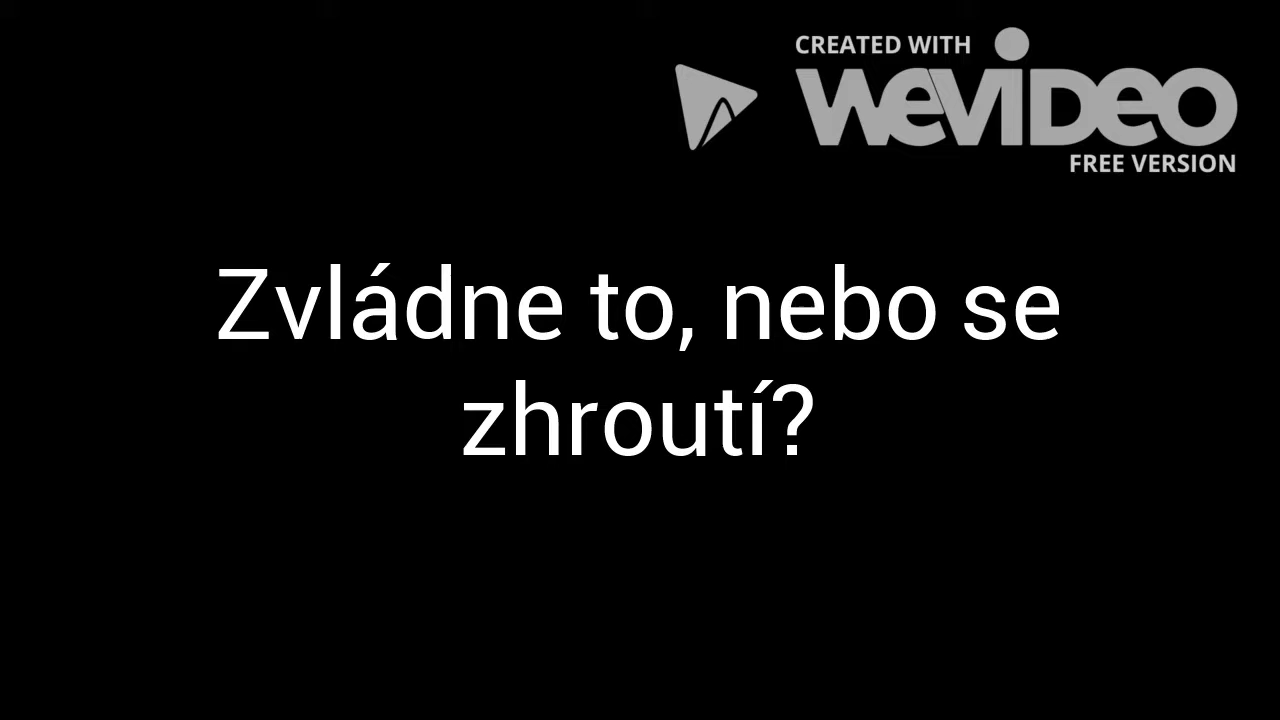 CREATED WITH
WEVIDEO
FREE VERSION
Zvládne to, nebo se
zhroutí?